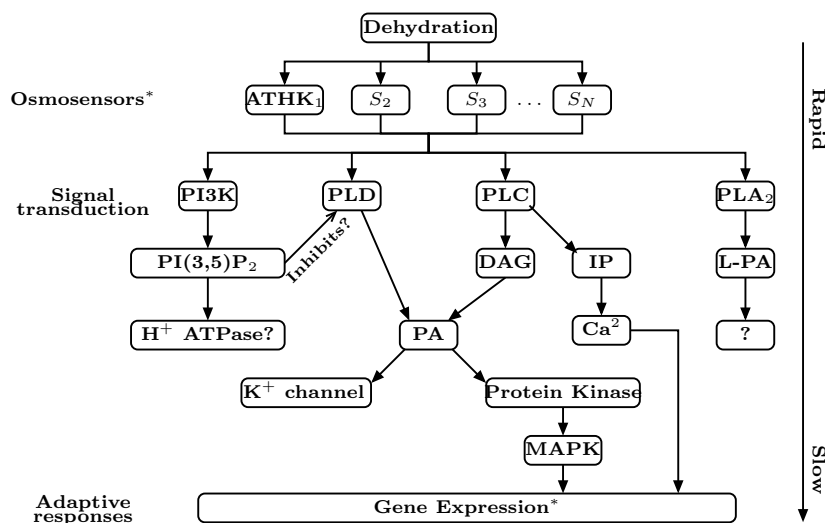 Dehydration
Osmosensors*
ATHK₁
S₂
S₃
...
S_N
Rapid
Signal
transduction
PI3K
PLD
PLC
PLA₂
PI(3,5)P₂
Inhibits?
DAG
IP
L-PA
H⁺ ATPase?
PA
Ca²
?
K⁺ channel
Protein Kinase
MAPK
Slow
Adaptive
responses
Gene Expression*